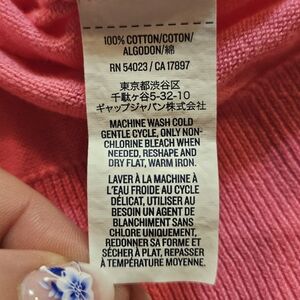 100% COTTON/COTON/
ALGODON/綿
RN 54023 / CA 17897
東京都渋谷区
千駄ヶ谷5-32-10
ギャップジャパン株式会社
MACHINE WASH COLD
GENTLE CYCLE, ONLY NON-
CHLORINE BLEACH WHEN
NEEDED, RESHAPE AND
DRY FLAT, WARM IRON.
LAVER À LA MACHINE À
L'EAU FROIDE AU CYCLE
DÉLICAT, UTILISER AU
BESOIN UN AGENT DE
BLANCHIMENT SANS
CHLORE UNIQUEMENT,
REDONNER SA FORME ET
SÉCHER À PLAT, REPASSER
À TEMPÉRATURE MOYENNE.